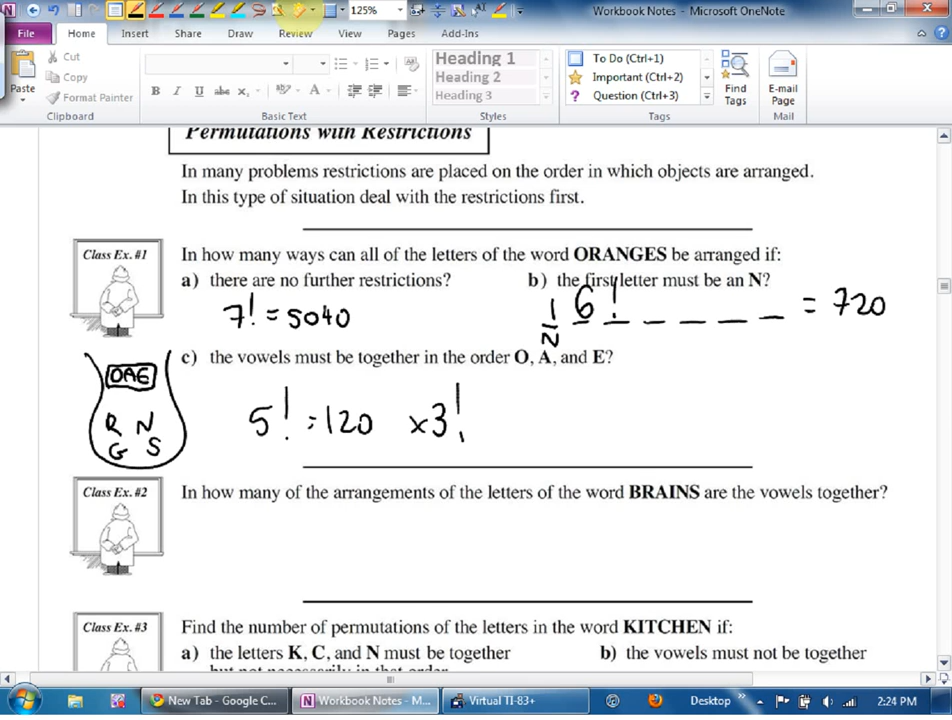 125%
Workbook Notes - Microsoft OneNote
File Home Insert Share Draw Review View Pages Add-Ins
Cut
Copy
Format Painter
Paste
Clipboard
B I U abc x₂ A
Basic Text
Heading 1
Heading 2
Heading 3
Styles
To Do (Ctrl+1)
Important (Ctrl+2)
Question (Ctrl+3)
Tags
Find
Tags
E-mail
Page
Mail
Permutations with Restrictions
In many problems restrictions are placed on the order in which objects are arranged.
In this type of situation deal with the restrictions first.
Class Ex. #1
In how many ways can all of the letters of the word ORANGES be arranged if:
a) there are no further restrictions?
b) the first letter must be an N?
7! = 5040
1 6! = 720
N
c) the vowels must be together in the order O, A, and E?
OAE
R N
G S
5! = 120 × 3!
Class Ex. #2
In how many of the arrangements of the letters of the word BRAINS are the vowels together?
Class Ex. #3
Find the number of permutations of the letters in the word KITCHEN if:
a) the letters K, C, and N must be together
but not necessarily in that order
b) the vowels must not be together
New Tab - Google C...
Workbook Notes - M...
Virtual TI-83+
Desktop
2:24 PM